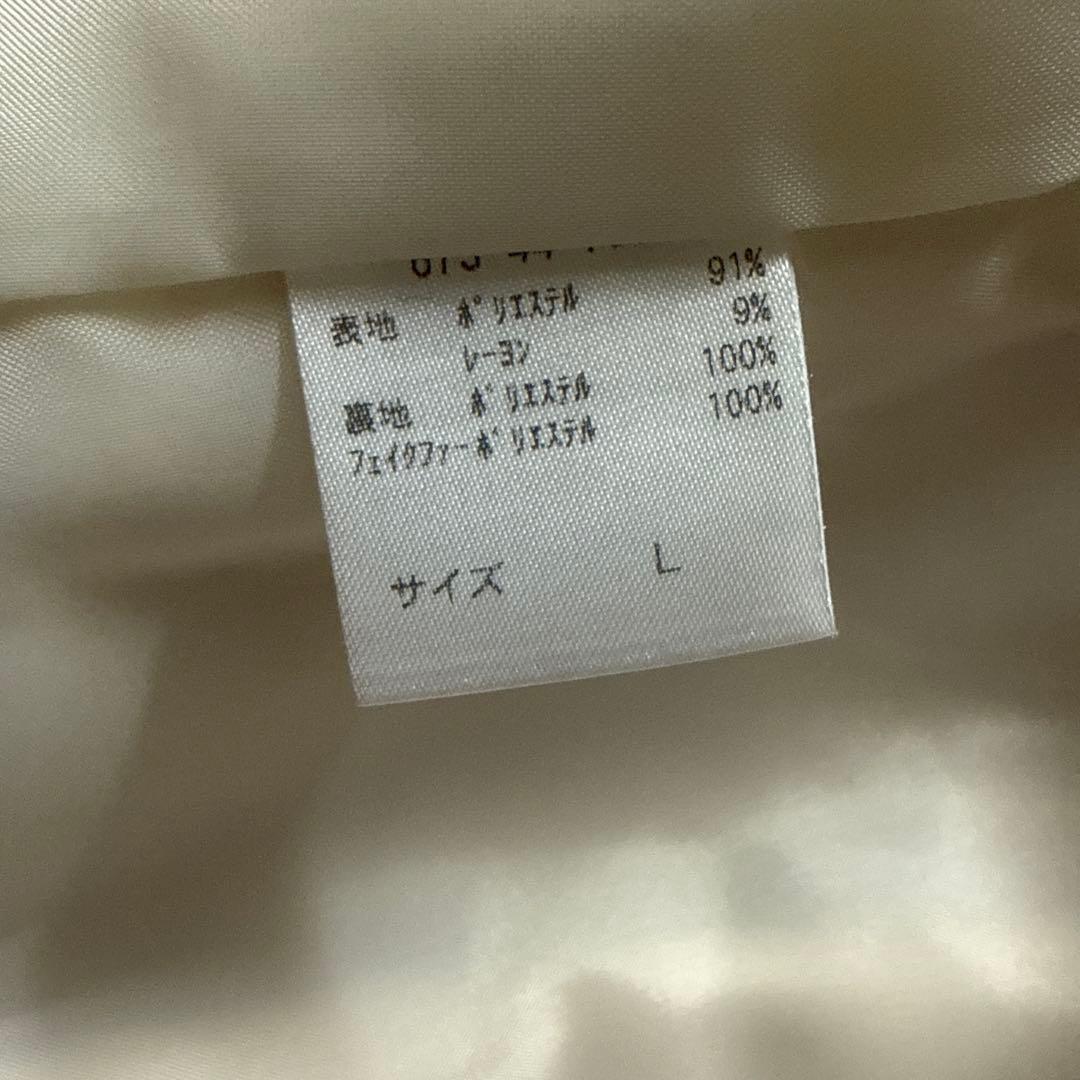 表地 ポリエステル 91%
レーヨン 9%
裏地 ポリエステル 100%
フェイクファーポリエステル 100%
サイズ L